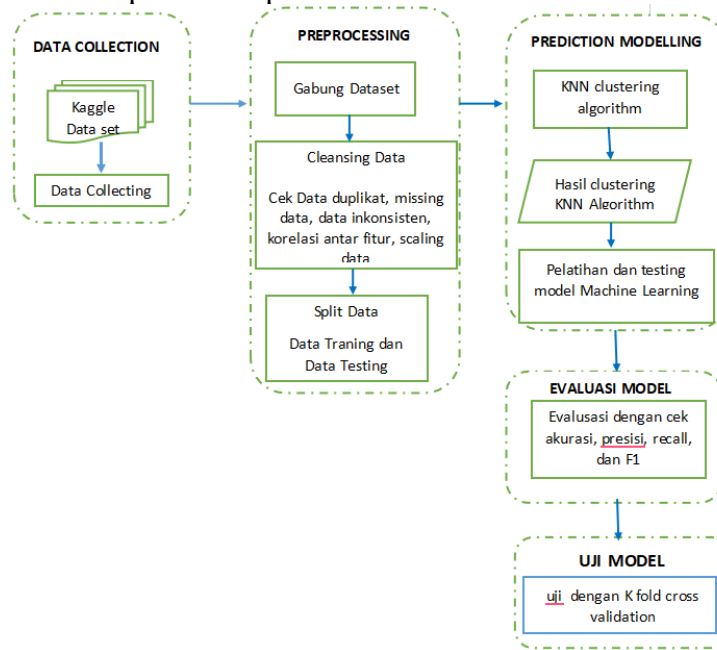 DATA COLLECTION
Kaggle
Data set
Data Collecting
PREPROCESSING
Gabung Dataset
Cleansing Data
Cek Data duplikat, missing
data, data inkonsisten,
korelasi antar fitur, scaling
data
Split Data
Data Traning dan
Data Testing
PREDICTION MODELLING
KNN clustering
algorithm
Hasil clustering
KNN Algorithm
Pelatihan dan testing
model Machine Learning
EVALUASI MODEL
Evalusasi dengan cek
akurasi, presisi, recall,
dan F1
UJI MODEL
uji dengan K fold cross
validation